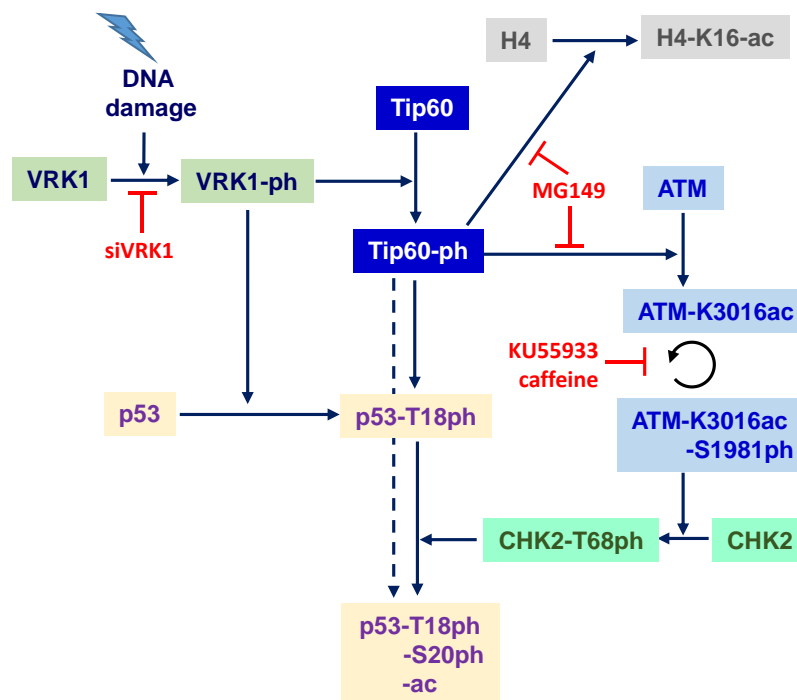 DNA
damage
H4
H4-K16-ac
Tip60
VRK1
VRK1-ph
MG149
ATM
siVRK1
Tip60-ph
ATM-K3016ac
KU55933
caffeine
p53
p53-T18ph
ATM-K3016ac
-S1981ph
CHK2-T68ph
CHK2
p53-T18ph
-S20ph
-ac